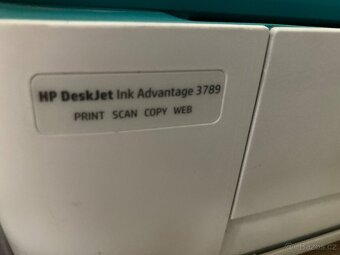 HP DeskJet Ink Advantage 3789
PRINT SCAN COPY WEB